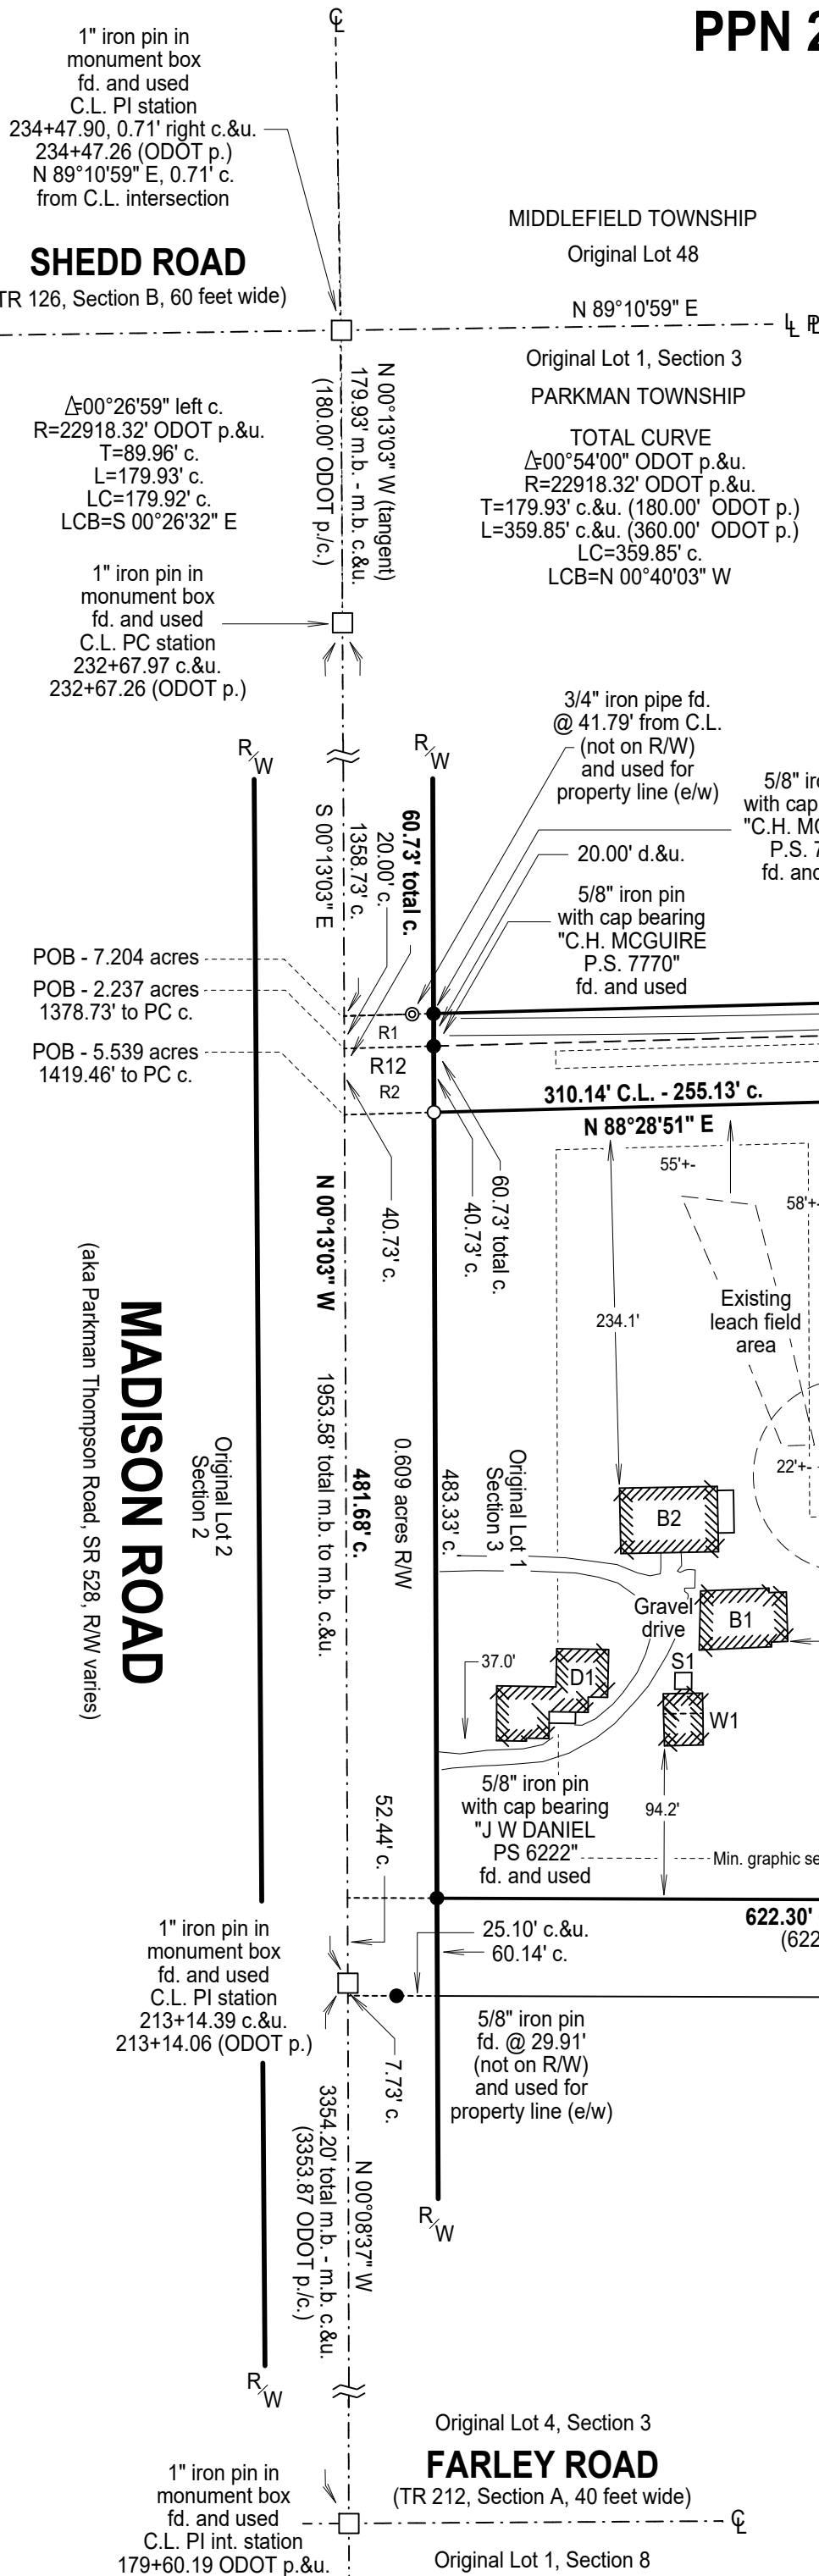 PPN 2
C̵L
1" iron pin in
monument box
fd. and used
C.L. PI station
234+47.90, 0.71' right c.&u.
234+47.26 (ODOT p.)
N 89°10'59" E, 0.71' c.
from C.L. intersection
SHEDD ROAD
TR 126, Section B, 60 feet wide)
MIDDLEFIELD TOWNSHIP
Original Lot 48
N 89°10'59" E
Original Lot 1, Section 3
PARKMAN TOWNSHIP
Δ=00°26'59" left c.
R=22918.32' ODOT p.&u.
T=89.96' c.
L=179.93' c.
LC=179.92' c.
LCB=S 00°26'32" E
N 00°13'03" W (tangent)
179.93' m.b. - m.b. c.&u.
(180.00' ODOT p./c.)
TOTAL CURVE
Δ=00°54'00" ODOT p.&u.
R=22918.32' ODOT p.&u.
T=179.93' c.&u. (180.00' ODOT p.)
L=359.85' c.&u. (360.00' ODOT p.)
LC=359.85' c.
LCB=N 00°40'03" W
1" iron pin in
monument box
fd. and used
C.L. PC station
232+67.97 c.&u.
232+67.26 (ODOT p.)
R/W
R/W
3/4" iron pipe fd.
@ 41.79' from C.L.
(not on R/W)
and used for
property line (e/w)
5/8" iro
with cap
"C.H. MC
P.S. 7
fd. and
20.00' d.&u.
5/8" iron pin
with cap bearing
"C.H. MCGUIRE
P.S. 7770"
fd. and used
60.73' total c.
20.00' c.
1358.73' c.
S 00°13'03" E
POB - 7.204 acres
POB - 2.237 acres
1378.73' to PC c.
POB - 5.539 acres
1419.46' to PC c.
R1
R12
R2
310.14' C.L. - 255.13' c.
N 88°28'51" E
55'+-
58'+-
60.73' total c.
40.73' c.
40.73' c.
N 00°13'03" W
234.1'
Existing
leach field
area
22'+-
MADISON ROAD
(aka Parkman Thompson Road, SR 528, R/W varies)
Original Lot 2
Section 2
1953.58' total m.b. to m.b. c.&u.
481.68' c.
0.609 acres R/W
483.33' c.
Original Lot 1
Section 3
B2
B1
Gravel
drive
S1
W1
D1
37.0'
5/8" iron pin
with cap bearing
"J W DANIEL
PS 6222"
fd. and used
94.2'
Min. graphic se
52.44' c.
622.30'
(622
25.10' c.&u.
60.14' c.
1" iron pin in
monument box
fd. and used
C.L. PI station
213+14.39 c.&u.
213+14.06 (ODOT p.)
7.73' c.
5/8" iron pin
fd. @ 29.91'
(not on R/W)
and used for
property line (e/w)
N 00°08'37" W
3354.20' total m.b. - m.b. c.&u.
(3353.87 ODOT p./c.)
R/W
R/W
Original Lot 4, Section 3
FARLEY ROAD
(TR 212, Section A, 40 feet wide)
1" iron pin in
monument box
fd. and used
C.L. PI int. station
179+60.19 ODOT p.&u.
C̵L
Original Lot 1, Section 8